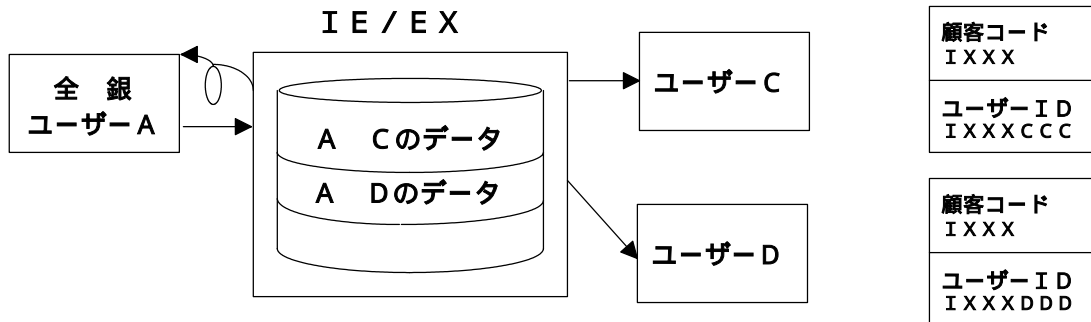 ＩＥ／ＥＸ
全　銀
ユーザーＡ
Ａ　Ｃのデータ
Ａ　Ｄのデータ
ユーザーＣ
ユーザーＤ
顧客コード
ＩＸＸＸ
ユーザーＩＤ
ＩＸＸＸＣＣＣ
顧客コード
ＩＸＸＸ
ユーザーＩＤ
ＩＸＸＸＤＤＤ